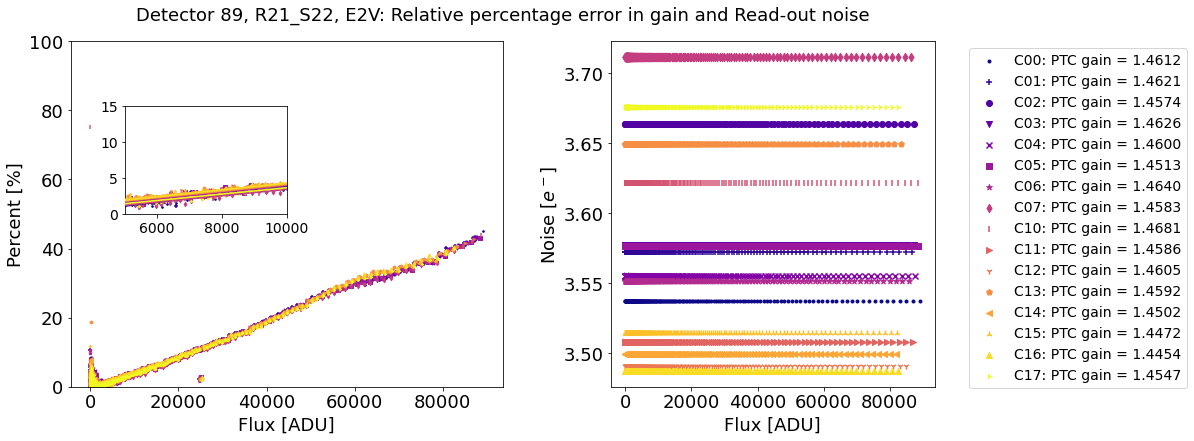 Detector 89, R21_S22, E2V: Relative percentage error in gain and Read-out noise
Percent [%]
100
80
60
40
20
0
15
10
5
0
6000 8000 10000
0 20000 40000 60000 80000
Flux [ADU]
Noise [e⁻]
3.70
3.65
3.60
3.55
3.50
0 20000 40000 60000 80000
Flux [ADU]
C00: PTC gain = 1.4612
C01: PTC gain = 1.4621
C02: PTC gain = 1.4574
C03: PTC gain = 1.4626
C04: PTC gain = 1.4600
C05: PTC gain = 1.4513
C06: PTC gain = 1.4640
C07: PTC gain = 1.4583
C10: PTC gain = 1.4681
C11: PTC gain = 1.4586
C12: PTC gain = 1.4605
C13: PTC gain = 1.4592
C14: PTC gain = 1.4502
C15: PTC gain = 1.4472
C16: PTC gain = 1.4454
C17: PTC gain = 1.4547